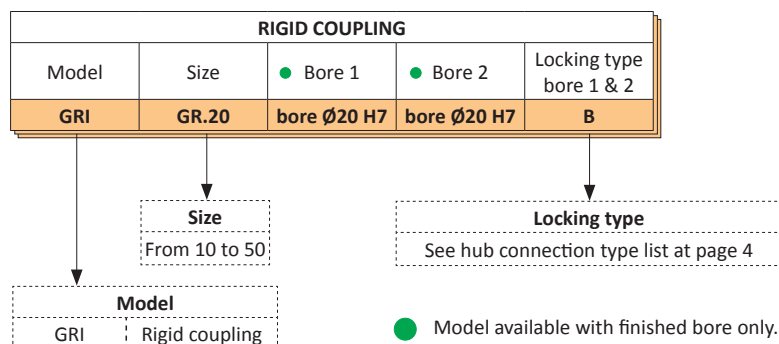 RIGID COUPLING
Model Size Bore 1 Bore 2 Locking type bore 1 & 2
GRI GR.20 bore Ø20 H7 bore Ø20 H7 B
Size
From 10 to 50
Locking type
See hub connection type list at page 4
Model
GRI Rigid coupling
Model available with finished bore only.